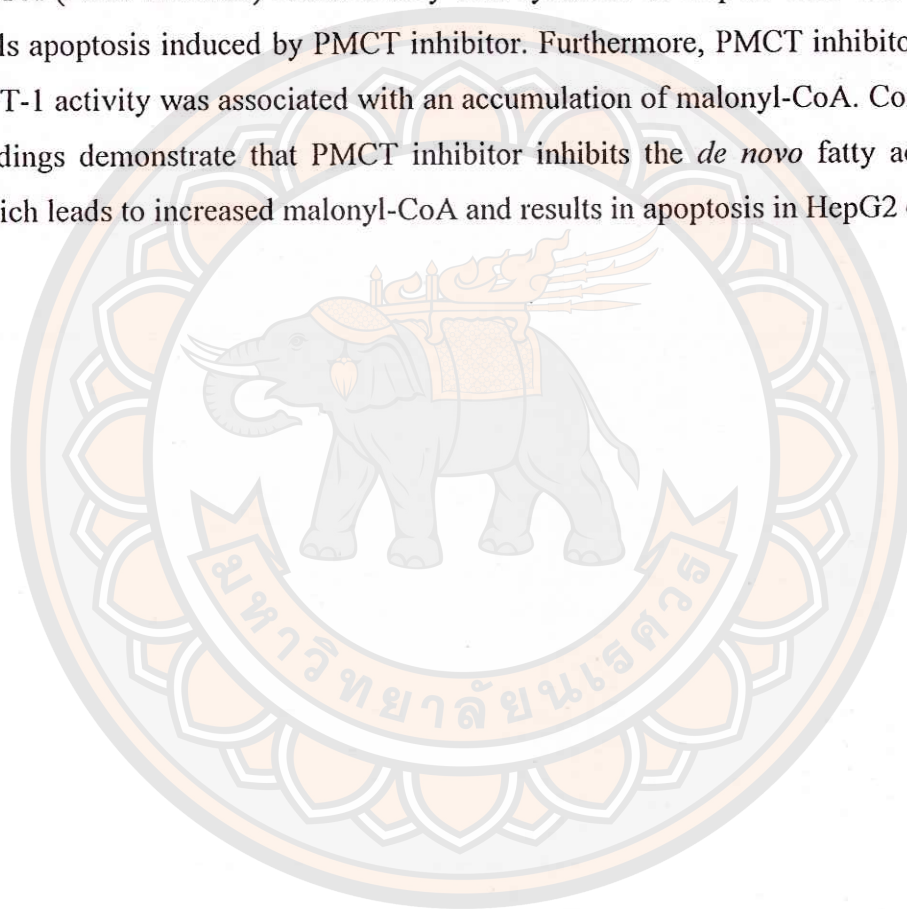 ls apoptosis induced by PMCT inhibitor. Furthermore, PMCT inhibito
T-1 activity was associated with an accumulation of malonyl-CoA. Co
dings demonstrate that PMCT inhibitor inhibits the de novo fatty a
ich leads to increased malonyl-CoA and results in apoptosis in HepG2
มหาวิทยาลัยนเรศวร